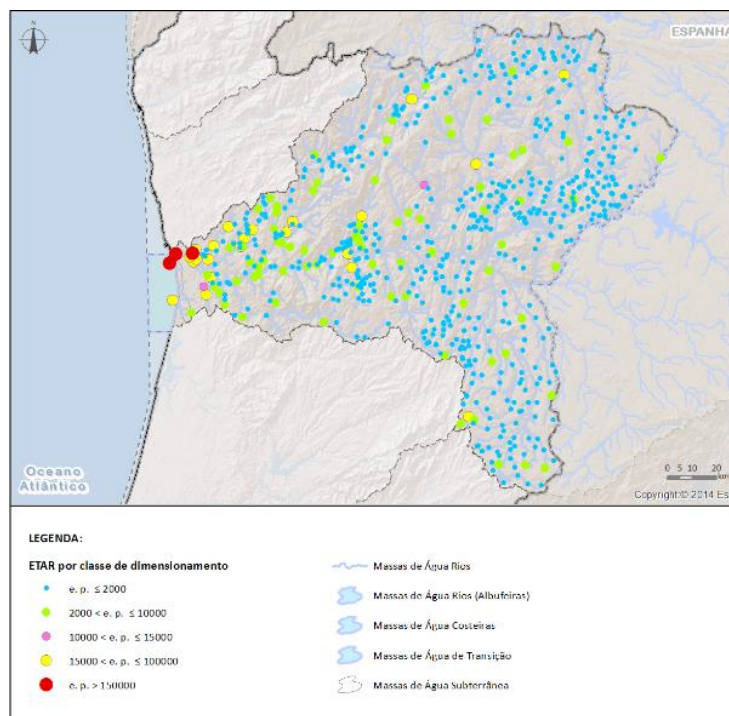 N
ESPANHA
Oceano
Atlântico
0 5 10 20
km
Copyright:© 2014 Es
LEGENDA:
ETAR por classe de dimensionamento
e. p. ≤ 2000
2000 < e. p. ≤ 10000
10000 < e. p. ≤ 15000
15000 < e. p. ≤ 100000
e. p. > 150000
Massas de Água Rios
Massas de Água Rios (Albufeiras)
Massas de Água Costeiras
Massas de Água de Transição
Massas de Água Subterrânea